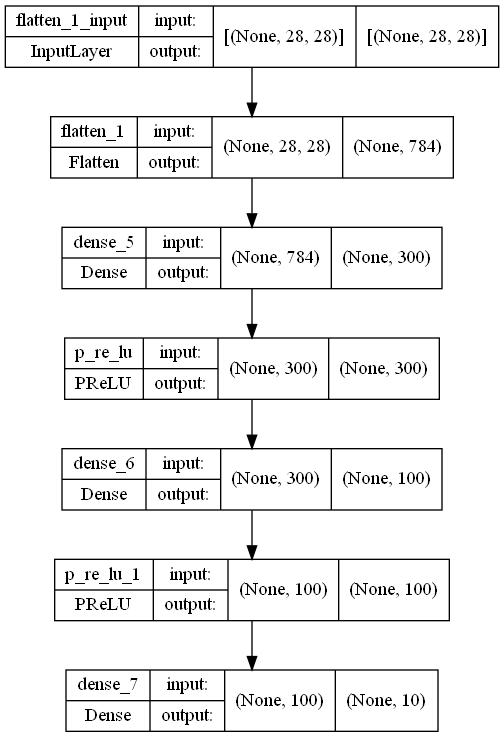 flatten_1_input input: [(None, 28, 28)] [(None, 28, 28)]
InputLayer output:
flatten_1 input: (None, 28, 28) (None, 784)
Flatten output:
dense_5 input: (None, 784) (None, 300)
Dense output:
p_re_lu input: (None, 300) (None, 300)
PReLU output:
dense_6 input: (None, 300) (None, 100)
Dense output:
p_re_lu_1 input: (None, 100) (None, 100)
PReLU output:
dense_7 input: (None, 100) (None, 10)
Dense output: